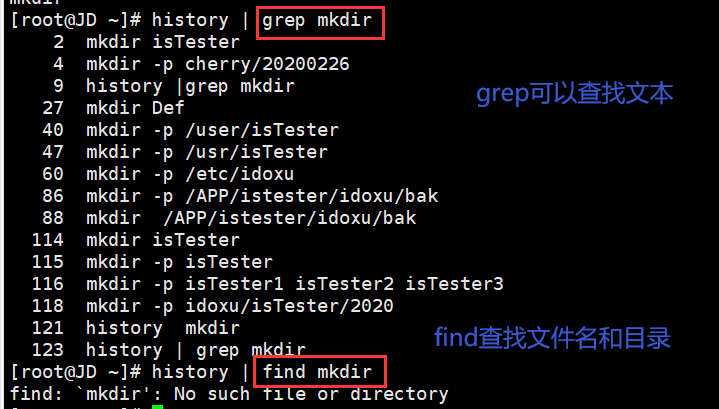 [root@JD ~]# history | grep mkdir
2 mkdir isTester
4 mkdir -p cherry/20200226
9 history |grep mkdir
grep可以查找文本
27 mkdir Def
40 mkdir -p /user/isTester
47 mkdir -p /usr/isTester
60 mkdir -p /etc/idoxu
86 mkdir -p /APP/istester/idoxu/bak
88 mkdir  /APP/istester/idoxu/bak
114 mkdir isTester
115 mkdir -p isTester
116 mkdir -p isTester1 isTester2 isTester3
118 mkdir -p idoxu/isTester/2020
121 history  mkdir
find查找文件名和目录
123 history | grep mkdir
[root@JD ~]# history | find mkdir
find: `mkdir': No such file or directory